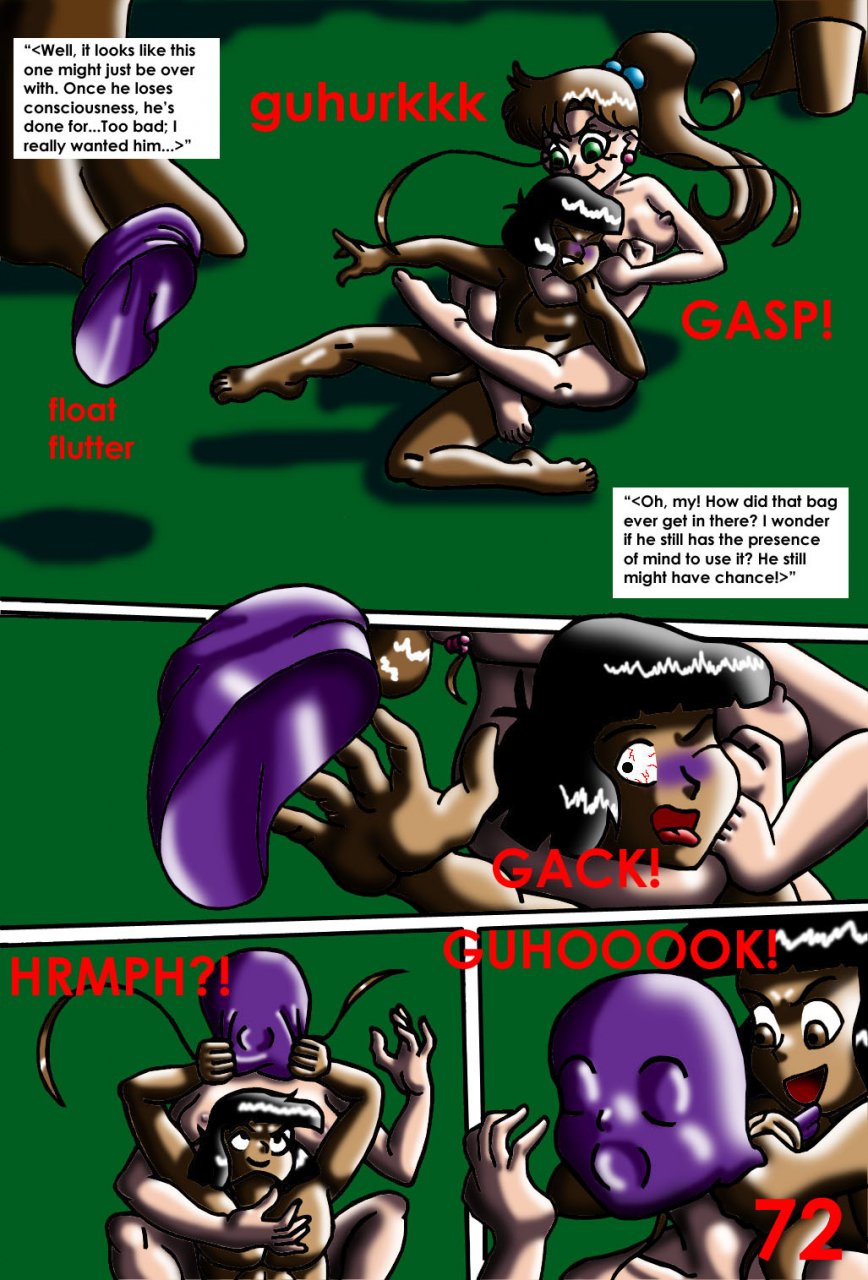 “<Well, it looks like this
one might just be over
with. Once he loses
consciousness, he’s
done for...Too bad; I
really wanted him...>”
guhurkkk
GASP!
float
flutter
“<Oh, my! How did that bag
ever get in there? I wonder
if he still has the presence
of mind to use it? He still
might have chance!>”
GACK!
HRMPH?!
GUHOOOOOK!
72